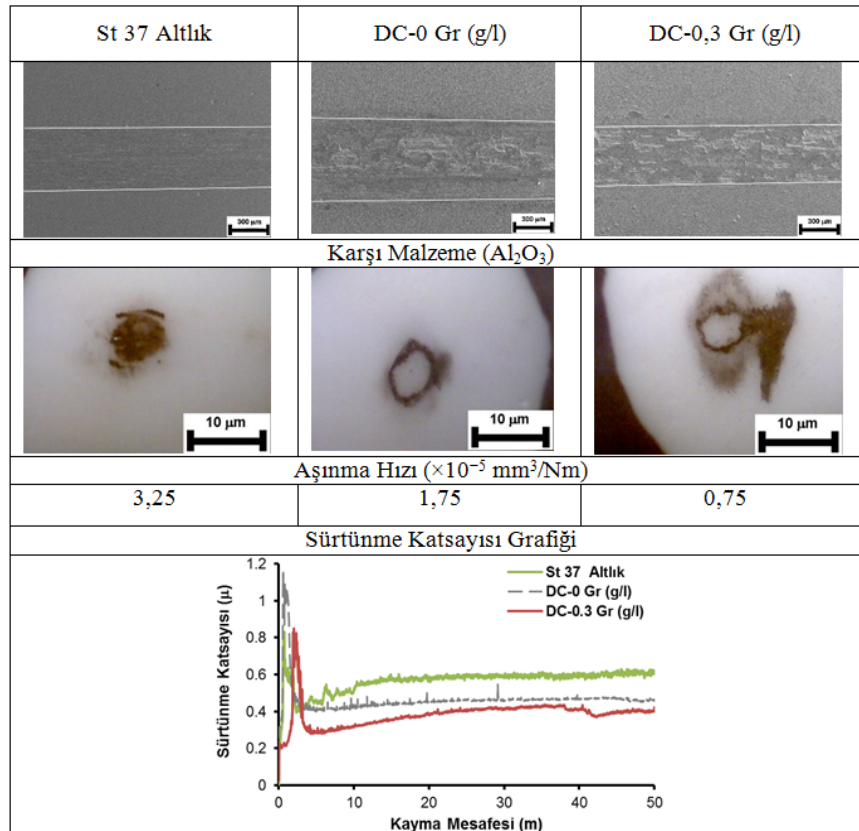 St 37 Altlık
DC-0 Gr (g/l)
DC-0,3 Gr (g/l)
300 µm
300 µm
300 µm
Karşı Malzeme (Al₂O₃)
10 µm
10 µm
10 µm
Aşınma Hızı (×10⁻⁵ mm³/Nm)
3,25
1,75
0,75
Sürtünme Katsayısı Grafiği
St 37 Altlık
DC-0 Gr (g/l)
DC-0.3 Gr (g/l)
Sürtünme Katsayısı (µ)
1.2
1
0.8
0.6
0.4
0.2
0
0
10
20
30
40
50
Kayma Mesafesi (m)